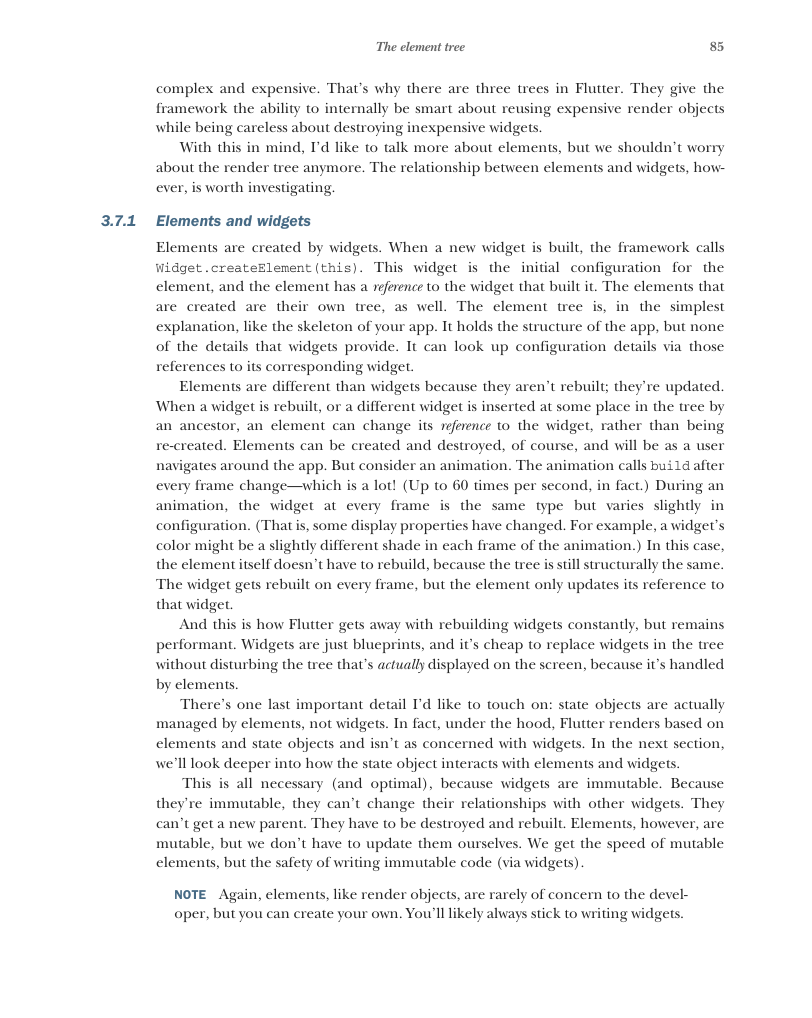 The element tree 85
complex and expensive. That's why there are three trees in Flutter. They give the
framework the ability to internally be smart about reusing expensive render objects
while being careless about destroying inexpensive widgets.
With this in mind, I'd like to talk more about elements, but we shouldn't worry
about the render tree anymore. The relationship between elements and widgets, how-
ever, is worth investigating.
3.7.1 Elements and widgets
Elements are created by widgets. When a new widget is built, the framework calls
Widget.createElement(this). This widget is the initial configuration for the
element, and the element has a reference to the widget that built it. The elements that
are created are their own tree, as well. The element tree is, in the simplest
explanation, like the skeleton of your app. It holds the structure of the app, but none
of the details that widgets provide. It can look up configuration details via those
references to its corresponding widget.
Elements are different than widgets because they aren't rebuilt; they're updated.
When a widget is rebuilt, or a different widget is inserted at some place in the tree by
an ancestor, an element can change its reference to the widget, rather than being
re-created. Elements can be created and destroyed, of course, and will be as a user
navigates around the app. But consider an animation. The animation calls build after
every frame change—which is a lot! (Up to 60 times per second, in fact.) During an
animation, the widget at every frame is the same type but varies slightly in
configuration. (That is, some display properties have changed. For example, a widget's
color might be a slightly different shade in each frame of the animation.) In this case,
the element itself doesn't have to rebuild, because the tree is still structurally the same.
The widget gets rebuilt on every frame, but the element only updates its reference to
that widget.
And this is how Flutter gets away with rebuilding widgets constantly, but remains
performant. Widgets are just blueprints, and it's cheap to replace widgets in the tree
without disturbing the tree that's actually displayed on the screen, because it's handled
by elements.
There's one last important detail I'd like to touch on: state objects are actually
managed by elements, not widgets. In fact, under the hood, Flutter renders based on
elements and state objects and isn't as concerned with widgets. In the next section,
we'll look deeper into how the state object interacts with elements and widgets.
This is all necessary (and optimal), because widgets are immutable. Because
they're immutable, they can't change their relationships with other widgets. They
can't get a new parent. They have to be destroyed and rebuilt. Elements, however, are
mutable, but we don't have to update them ourselves. We get the speed of mutable
elements, but the safety of writing immutable code (via widgets).
NOTE Again, elements, like render objects, are rarely of concern to the devel-
oper, but you can create your own. You'll likely always stick to writing widgets.